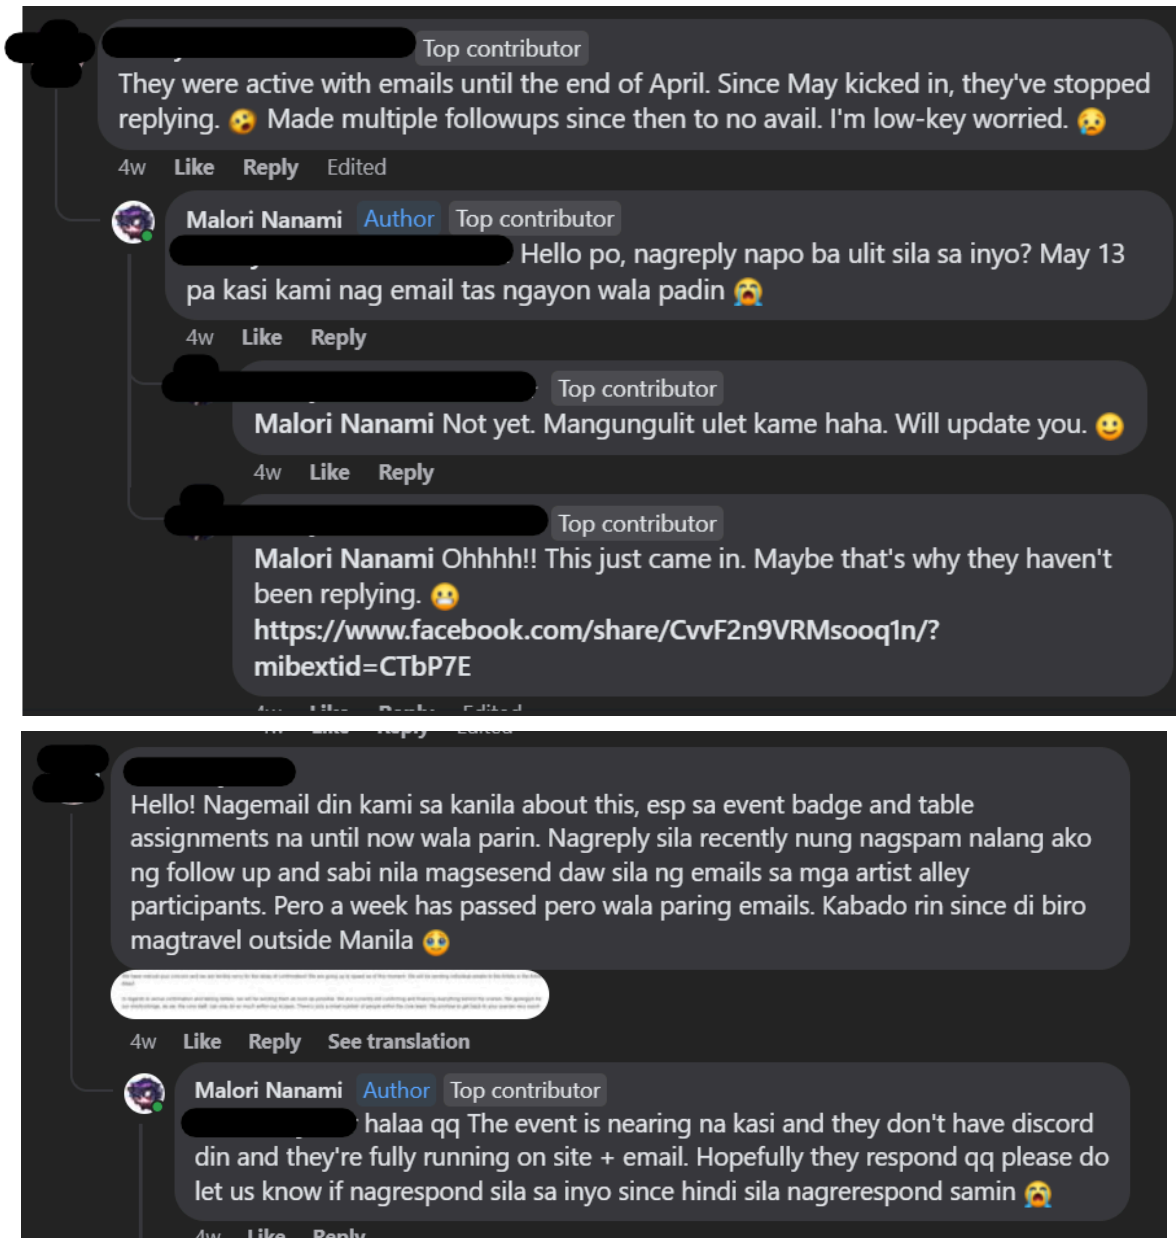 Top contributor
They were active with emails until the end of April. Since May kicked in, they've stopped
replying. 🤪 Made multiple followups since then to no avail. I'm low-key worried. 😥
4w Like Reply Edited
Malori Nanami Author Top contributor
Hello po, nagreply napo ba ulit sila sa inyo? May 13
pa kasi kami nag email tas ngayon wala padin 😭
4w Like Reply
Top contributor
Malori Nanami Not yet. Mangungulit ulet kame haha. Will update you. 🙂
4w Like Reply
Top contributor
Malori Nanami Ohhhh!! This just came in. Maybe that's why they haven't
been replying. 😬
https://www.facebook.com/share/CvvF2n9VRMsooq1n/?
mibextid=CTbP7E
4w Like Reply Edited
Hello! Nagemail din kami sa kanila about this, esp sa event badge and table
assignments na until now wala parin. Nagreply sila recently nung nagspam nalang ako
ng follow up and sabi nila magsesend daw sila ng emails sa mga artist alley
participants. Pero a week has passed pero wala paring emails. Kabado rin since di biro
magtravel outside Manila 🥹
4w Like Reply See translation
Malori Nanami Author Top contributor
halaa qq The event is nearing na kasi and they don't have discord
din and they're fully running on site + email. Hopefully they respond qq please do
let us know if nagrespond sila sa inyo since hindi sila nagrerespond samin 😭
4w Like Reply